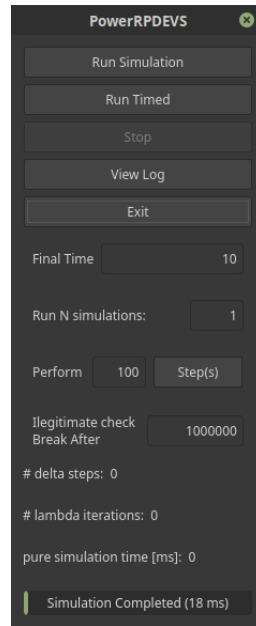 PowerRPDEVS
Run Simulation
Run Timed
Stop
View Log
Exit
Final Time 10
Run N simulations: 1
Perform 100 Step(s)
Ilegitimate check
Break After 1000000
# delta steps: 0
# lambda iterations: 0
pure simulation time [ms]: 0
Simulation Completed (18 ms)